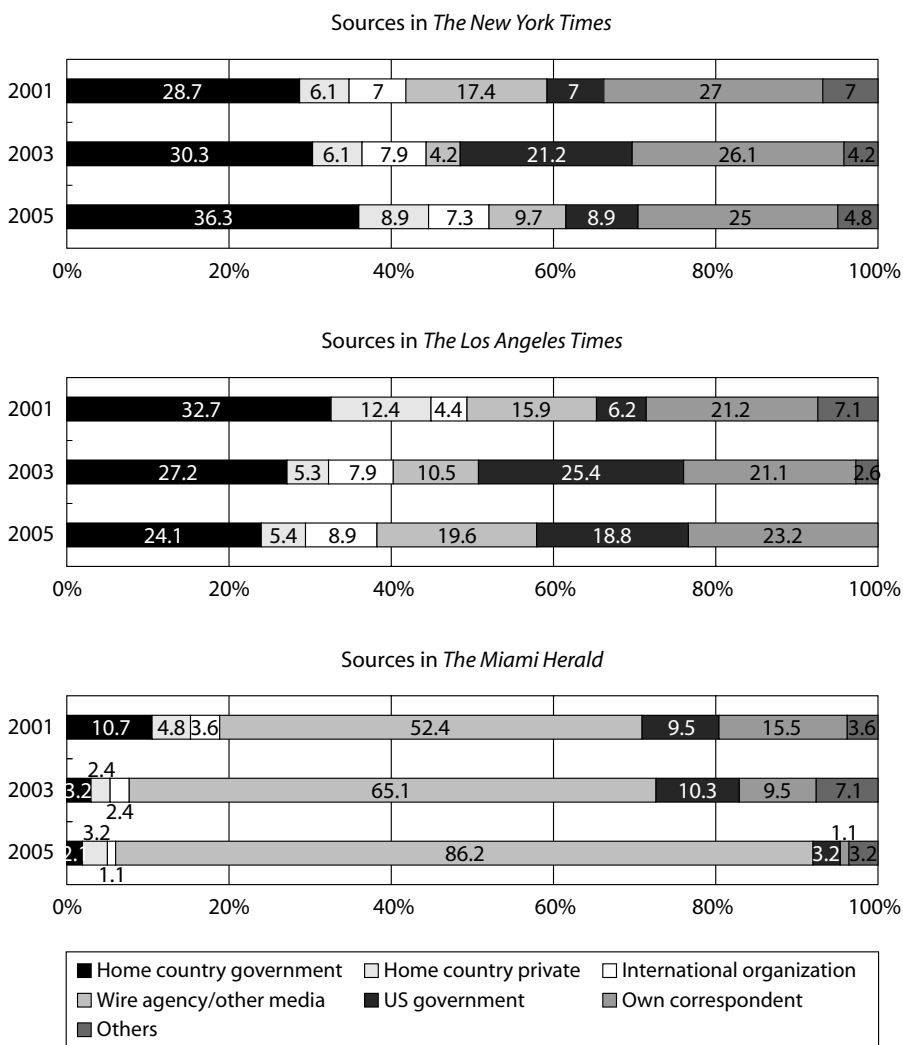 Sources in The New York Times
2001 28.7 6.1 7 17.4 7 27 7
2003 30.3 6.1 7.9 4.2 21.2 26.1 4.2
2005 36.3 8.9 7.3 9.7 8.9 25 4.8
0% 20% 40% 60% 80% 100%
Sources in The Los Angeles Times
2001 32.7 12.4 4.4 15.9 6.2 21.2 7.1
2003 27.2 5.3 7.9 10.5 25.4 21.1 2.6
2005 24.1 5.4 8.9 19.6 18.8 23.2
0% 20% 40% 60% 80% 100%
Sources in The Miami Herald
2001 10.7 4.8 3.6 52.4 9.5 15.5 3.6
2.4
2003 3.2 65.1 10.3 9.5 7.1
2.4
3.2 1.1
2005 2.1 86.2 3.2 3.2
1.1
0% 20% 40% 60% 80% 100%
Home country government Home country private International organization
Wire agency/other media US government Own correspondent
Others